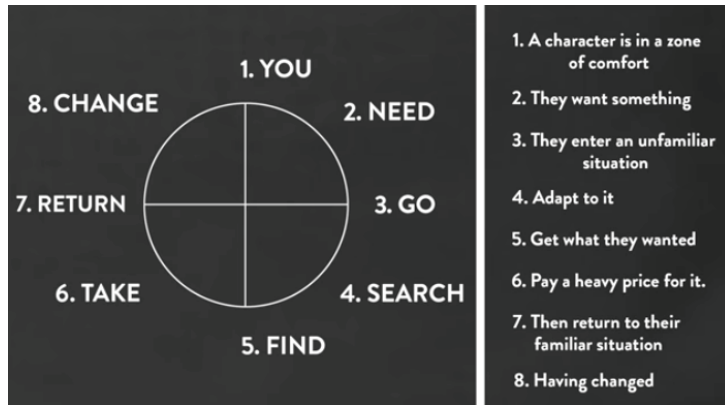 1. YOU
2. NEED
3. GO
4. SEARCH
5. FIND
6. TAKE
7. RETURN
8. CHANGE
1. A character is in a zone
of comfort
2. They want something
3. They enter an unfamiliar
situation
4. Adapt to it
5. Get what they wanted
6. Pay a heavy price for it.
7. Then return to their
familiar situation
8. Having changed